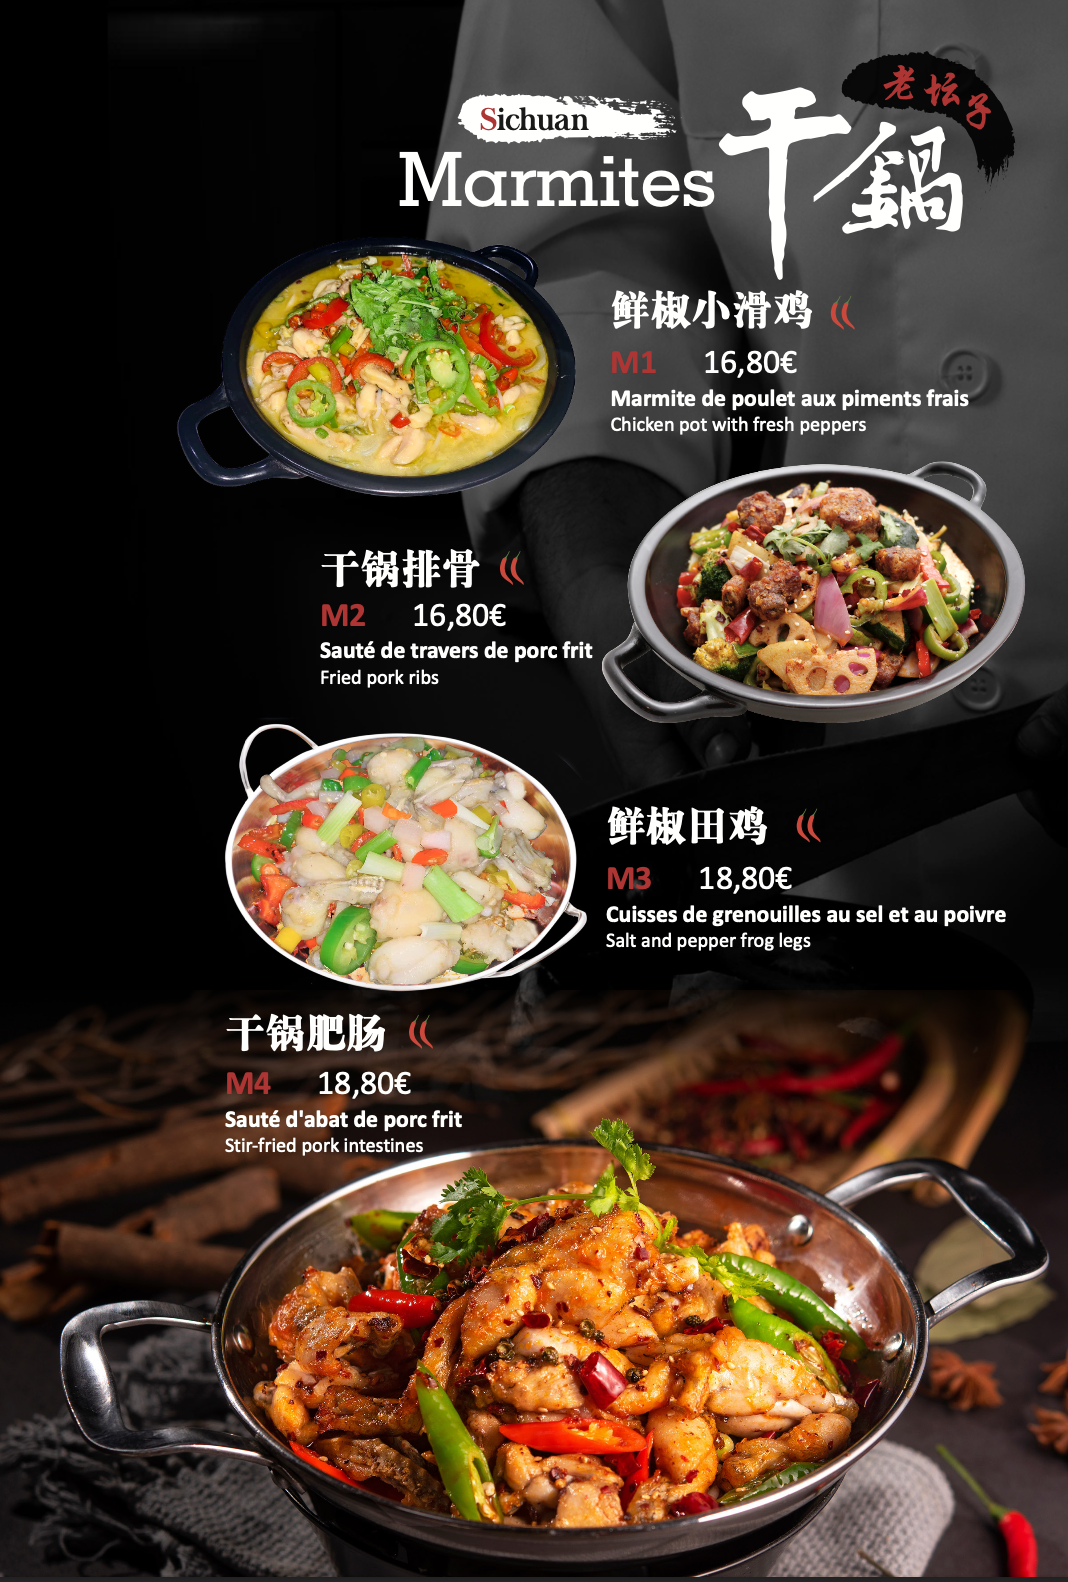 老坛子
Sichuan
Marmites
干鍋
鲜椒小滑鸡
M1 16,80€
Marmite de poulet aux piments frais
Chicken pot with fresh peppers
干锅排骨
M2 16,80€
Sauté de travers de porc frit
Fried pork ribs
鲜椒田鸡
M3 18,80€
Cuisses de grenouilles au sel et au poivre
Salt and pepper frog legs
干锅肥肠
M4 18,80€
Sauté d'abat de porc frit
Stir-fried pork intestines